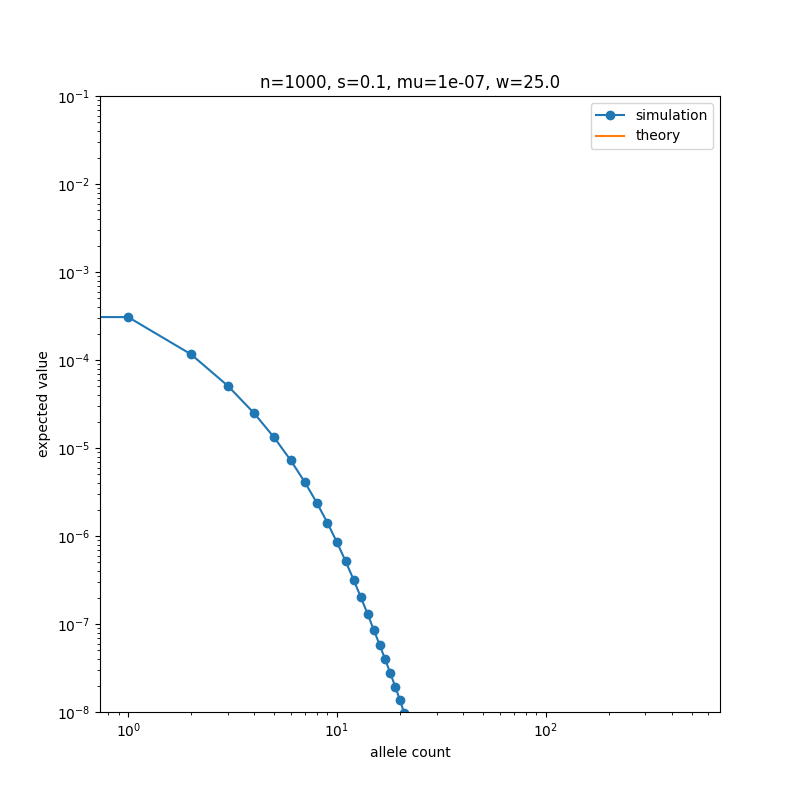 n=1000, s=0.1, mu=1e-07, w=25.0
simulation
theory
10⁻¹
10⁻²
10⁻³
10⁻⁴
10⁻⁵
10⁻⁶
10⁻⁷
10⁻⁸
expected value
10⁰ 10¹ 10²
allele count